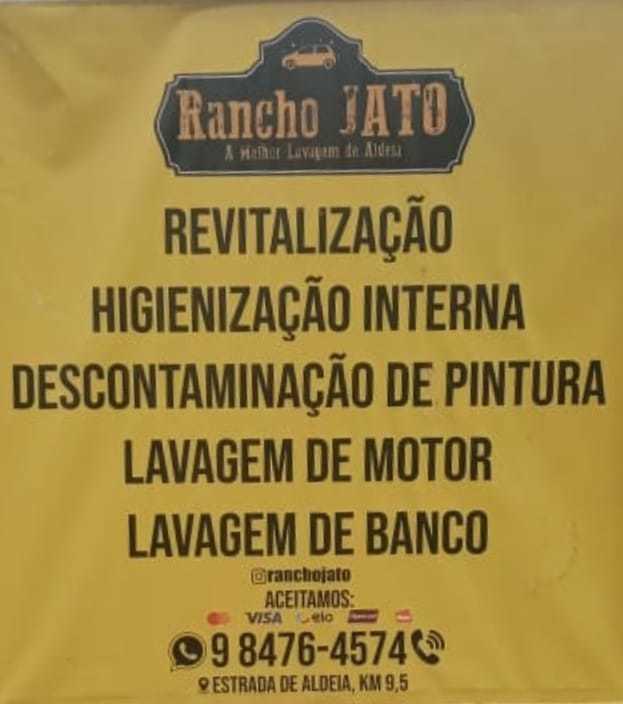 Rancho JATO
A Melhor Lavagem de Aldeia
REVITALIZAÇÃO
HIGIENIZAÇÃO INTERNA
DESCONTAMINAÇÃO DE PINTURA
LAVAGEM DE MOTOR
LAVAGEM DE BANCO
ranchojato
ACEITAMOS:
VISA elo
9 8476-4574
ESTRADA DE ALDEIA, KM 9,5